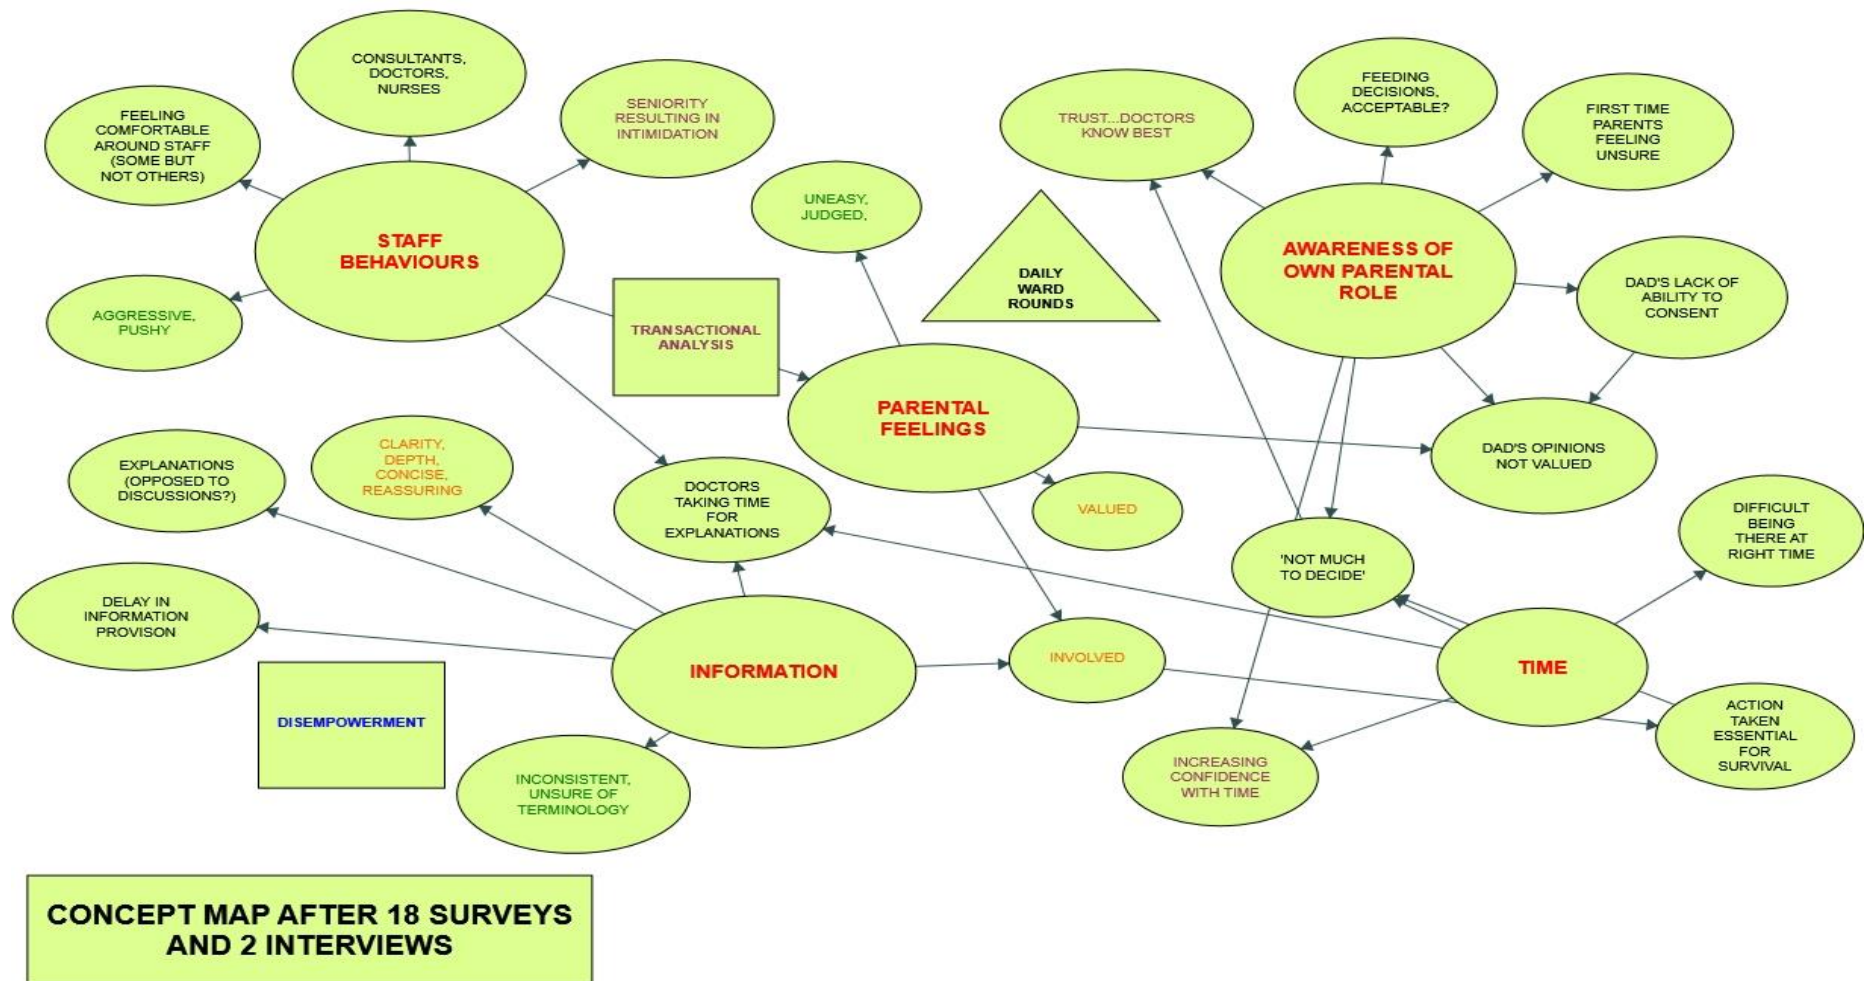 CONSULTANTS,
DOCTORS,
NURSES
FEELING
COMFORTABLE
AROUND STAFF
(SOME BUT
NOT OTHERS)
SENIORITY
RESULTING IN
INTIMIDATION
STAFF
BEHAVIOURS
AGGRESSIVE,
PUSHY
TRANSACTIONAL
ANALYSIS
UNEASY,
JUDGED,
DAILY
WARD
ROUNDS
TRUST...DOCTORS
KNOW BEST
FEEDING
DECISIONS,
ACCEPTABLE?
FIRST TIME
PARENTS
FEELING
UNSURE
AWARENESS OF
OWN PARENTAL
ROLE
DAD'S LACK OF
ABILITY TO
CONSENT
PARENTAL
FEELINGS
DAD'S OPINIONS
NOT VALUED
EXPLANATIONS
(OPPOSED TO
DISCUSSIONS?)
CLARITY,
DEPTH,
CONCISE,
REASSURING
DOCTORS
TAKING TIME
FOR
EXPLANATIONS
VALUED
'NOT MUCH
TO DECIDE'
DIFFICULT
BEING
THERE AT
RIGHT TIME
DELAY IN
INFORMATION
PROVISON
INFORMATION
INVOLVED
TIME
DISEMPOWERMENT
INCONSISTENT,
UNSURE OF
TERMINOLOGY
INCREASING
CONFIDENCE
WITH TIME
ACTION
TAKEN
ESSENTIAL
FOR
SURVIVAL
CONCEPT MAP AFTER 18 SURVEYS
AND 2 INTERVIEWS